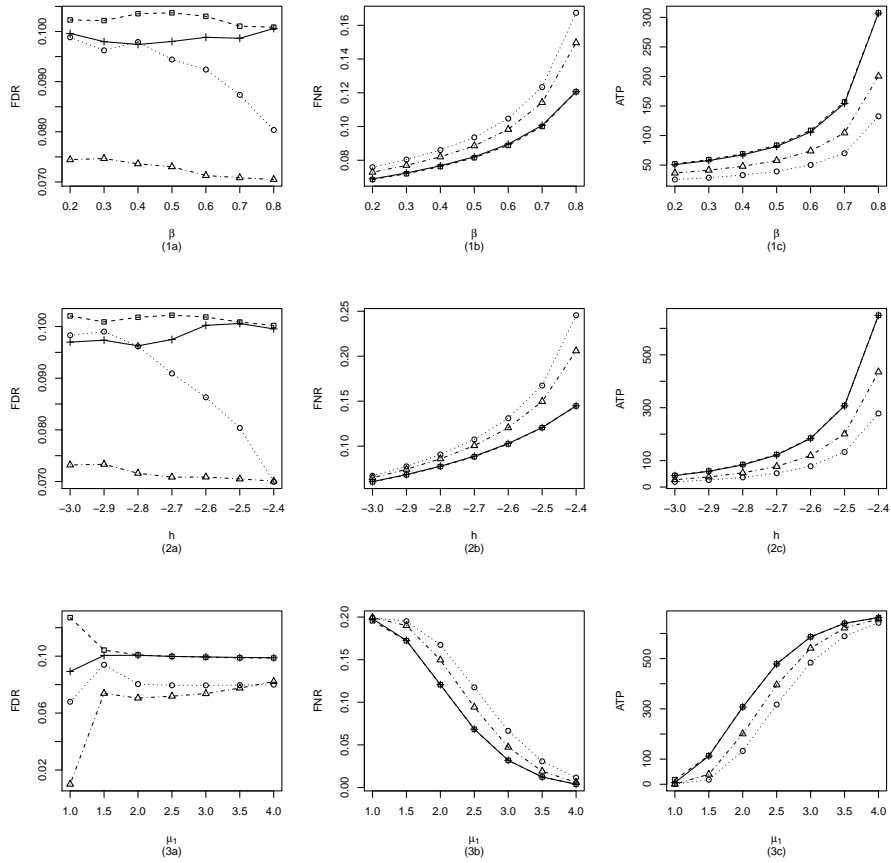 FDR
0.070 0.080 0.090 0.100
0.2 0.3 0.4 0.5 0.6 0.7 0.8
β
(1a)
FNR
0.08 0.10 0.12 0.14 0.16
0.2 0.3 0.4 0.5 0.6 0.7 0.8
β
(1b)
ATP
50 100 150 200 250 300
0.2 0.3 0.4 0.5 0.6 0.7 0.8
β
(1c)
FDR
0.070 0.080 0.090 0.100
−3.0 −2.9 −2.8 −2.7 −2.6 −2.5 −2.4
h
(2a)
FNR
0.10 0.15 0.20 0.25
−3.0 −2.9 −2.8 −2.7 −2.6 −2.5 −2.4
h
(2b)
ATP
0 100 300 500
−3.0 −2.9 −2.8 −2.7 −2.6 −2.5 −2.4
h
(2c)
FDR
0.02 0.06 0.10
1.0 1.5 2.0 2.5 3.0 3.5 4.0
μ1
(3a)
FNR
0.00 0.05 0.10 0.15 0.20
1.0 1.5 2.0 2.5 3.0 3.5 4.0
μ1
(3b)
ATP
0 100 300 500
1.0 1.5 2.0 2.5 3.0 3.5 4.0
μ1
(3c)